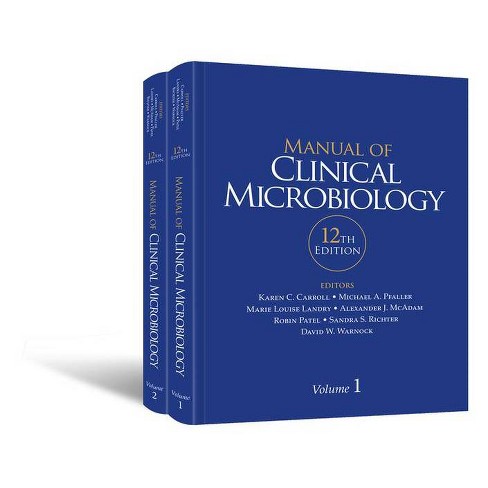 MANUAL OF
CLINICAL
MICROBIOLOGY
12TH
EDITION
EDITORS
KAREN C. CARROLL • MICHAEL A. PFALLER
MARIE LOUISE LANDRY • ALEXANDER J. MCADAM
ROBIN PATEL • SANDRA S. RICHTER
DAVID W. WARNOCK
Volume 1
12TH
EDITION
MANUAL OF
CLINICAL MICROBIOLOGY
Volume
1
12TH
EDITION
MANUAL OF
CLINICAL MICROBIOLOGY
Volume
2